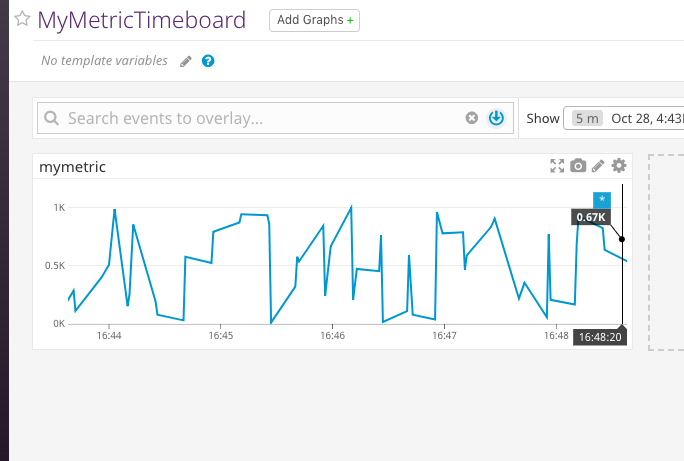 MyMetricTimeboard
Add Graphs +
No template variables
?
Search events to overlay...
Show
5 m Oct 28, 4:43
mymetric
1K
0.5K
0K
*
0.67K
16:44 16:45 16:46 16:47 16:48
16:48:20